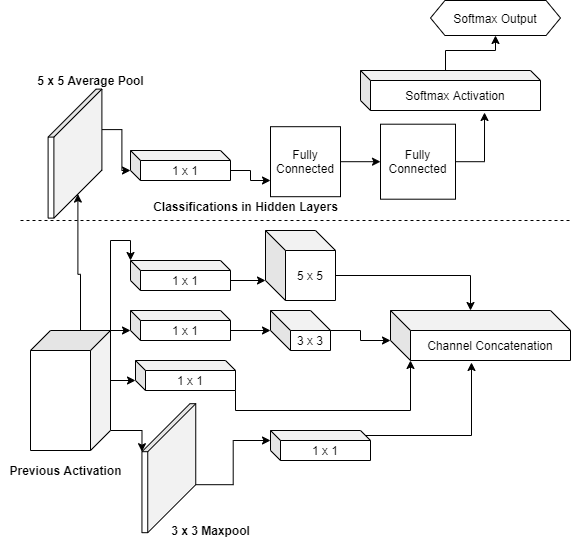 Softmax Output
5 x 5 Average Pool
Softmax Activation
1 x 1
Fully
Connected
Fully
Connected
Classifications in Hidden Layers
1 x 1
5 x 5
1 x 1
3 x 3
Channel Concatenation
1 x 1
Previous Activation
1 x 1
3 x 3 Maxpool